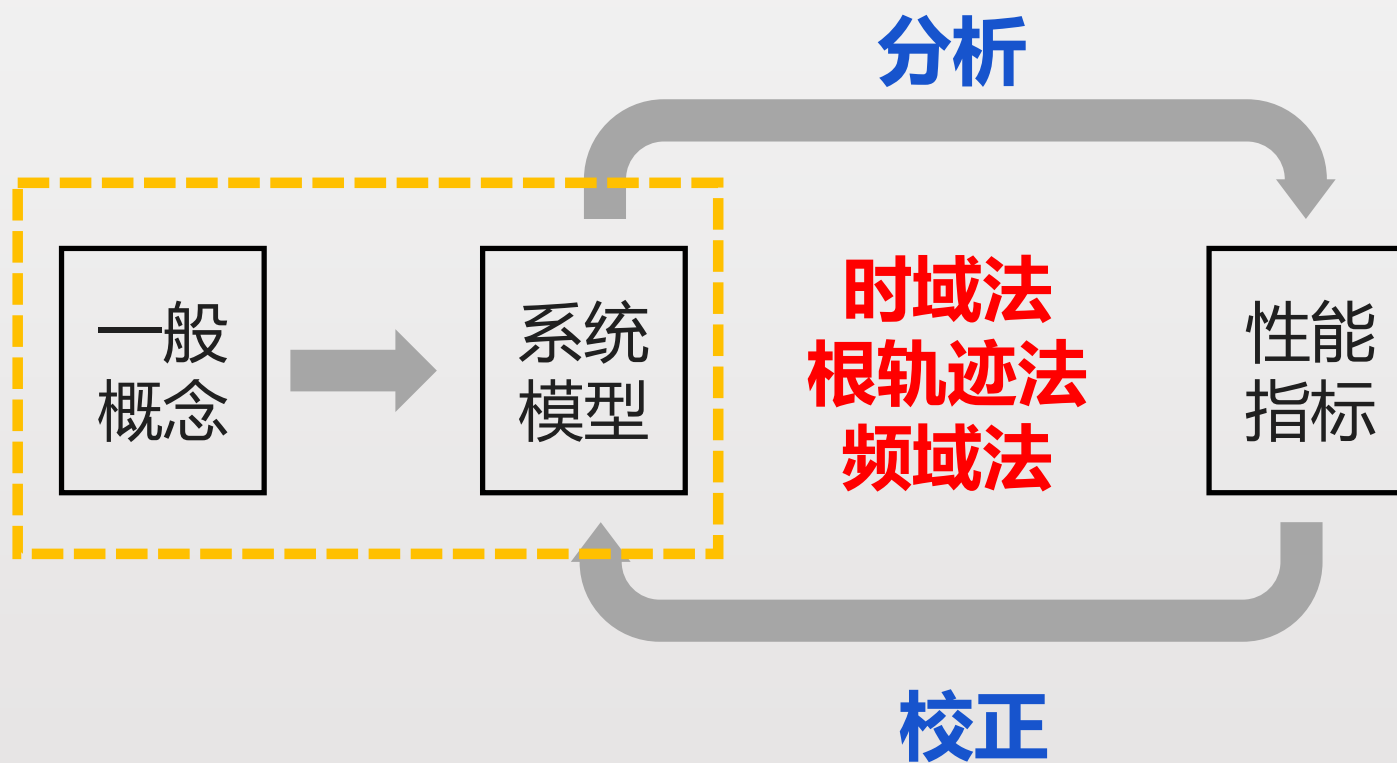 分析
一般
概念
系统
模型
时域法
根轨迹法
频域法
性能
指标
校正